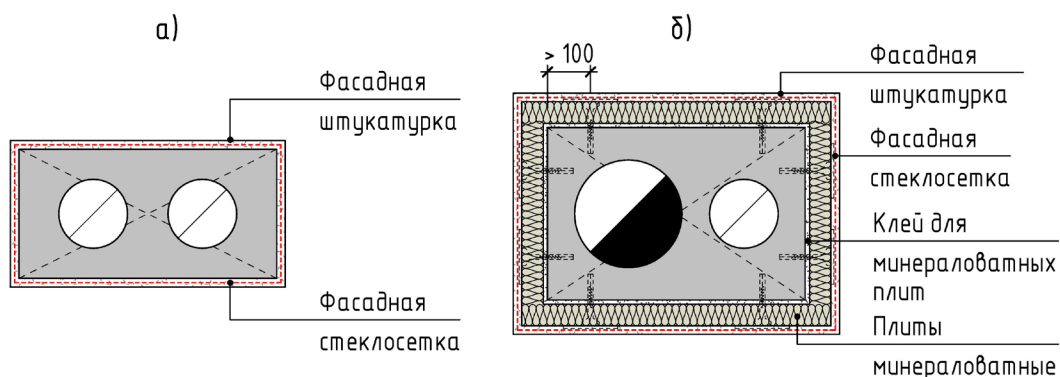 а)
Фасадная
штукатурка
Фасадная
стеклосетка
б)
> 100
Фасадная
штукатурка
Фасадная
стеклосетка
Клей для
минераловатных
плит
Плиты
минераловатные